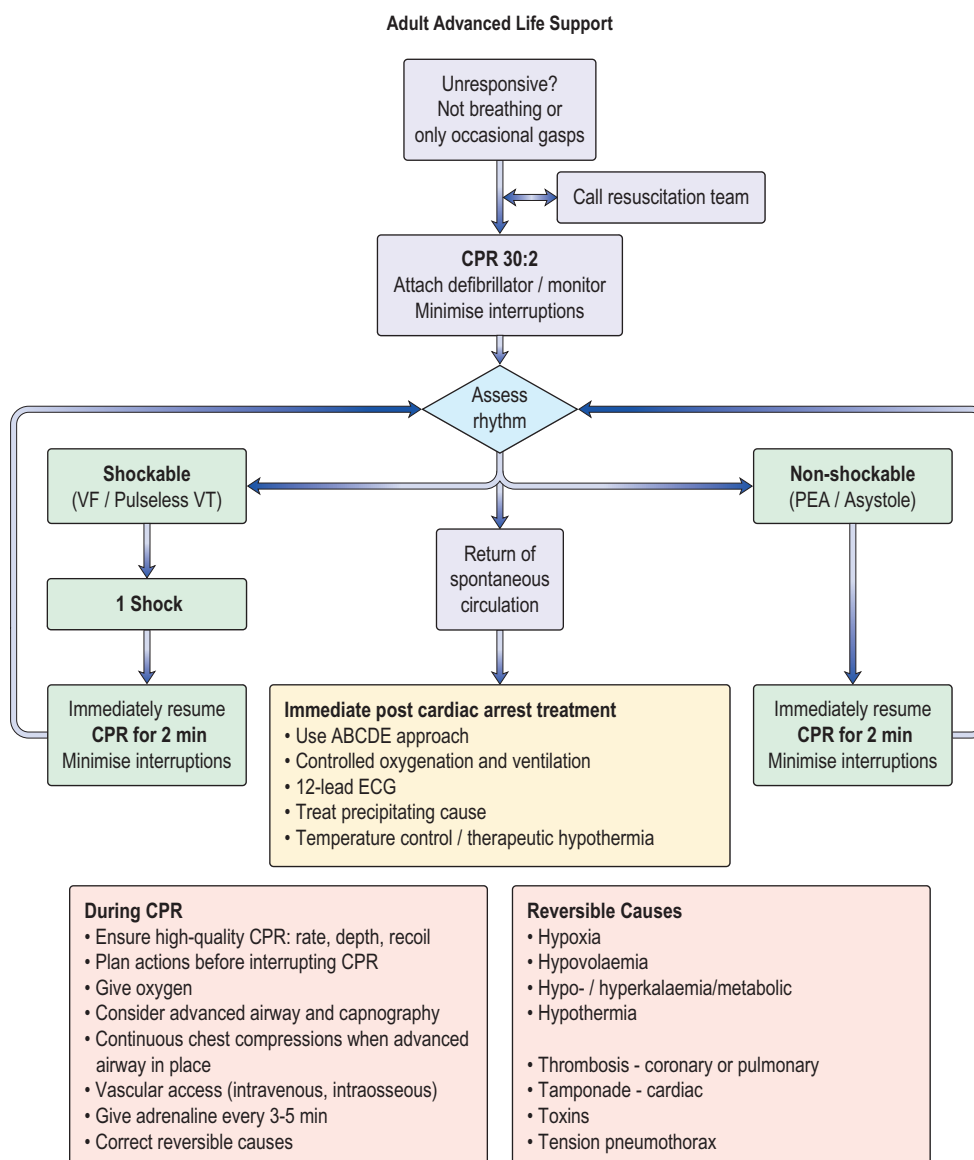 Adult Advanced Life Support
Unresponsive?
Not breathing or
only occasional gasps
Call resuscitation team
CPR 30:2
Attach defibrillator / monitor
Minimise interruptions
Assess
rhythm
Shockable
(VF / Pulseless VT)
Non-shockable
(PEA / Asystole)
Return of
spontaneous
circulation
1 Shock
Immediately resume
CPR for 2 min
Minimise interruptions
Immediate post cardiac arrest treatment
• Use ABCDE approach
• Controlled oxygenation and ventilation
• 12-lead ECG
• Treat precipitating cause
• Temperature control / therapeutic hypothermia
Immediately resume
CPR for 2 min
Minimise interruptions
During CPR
• Ensure high-quality CPR: rate, depth, recoil
• Plan actions before interrupting CPR
• Give oxygen
• Consider advanced airway and capnography
• Continuous chest compressions when advanced
airway in place
• Vascular access (intravenous, intraosseous)
• Give adrenaline every 3-5 min
• Correct reversible causes
Reversible Causes
• Hypoxia
• Hypovolaemia
• Hypo- / hyperkalaemia/metabolic
• Hypothermia
• Thrombosis - coronary or pulmonary
• Tamponade - cardiac
• Toxins
• Tension pneumothorax